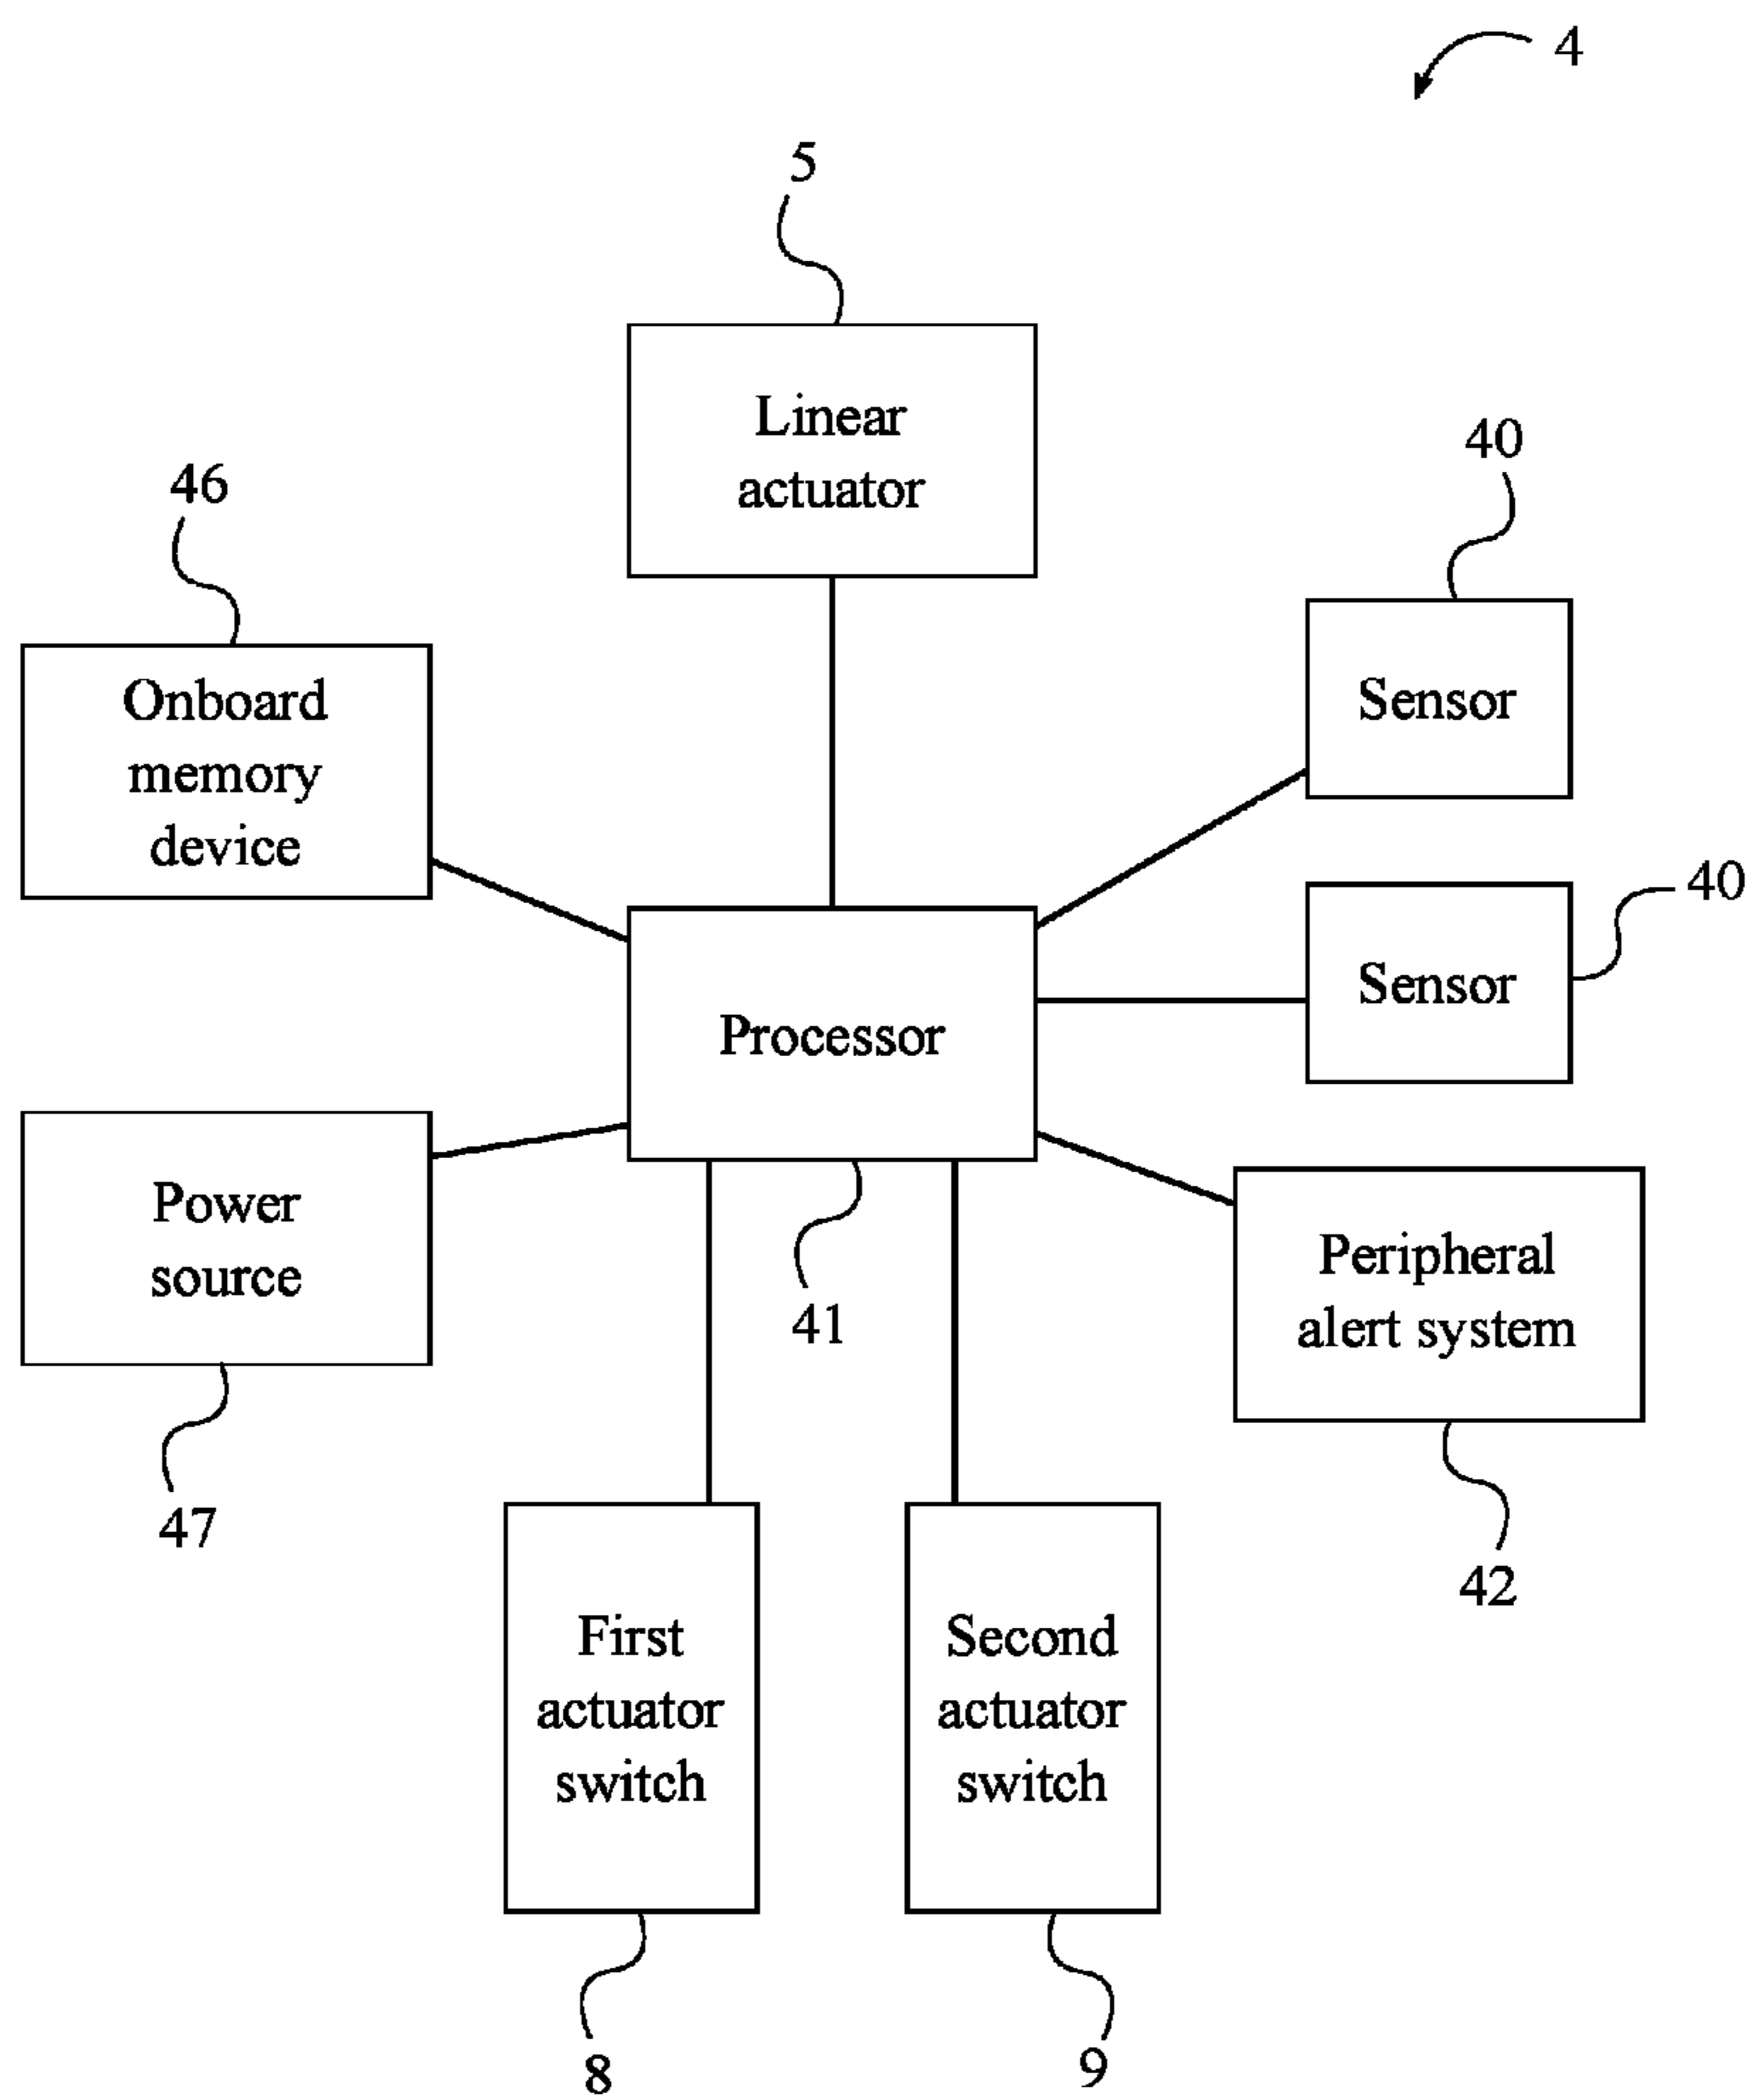 4
5
Linear
actuator
46
40
Onboard
memory
device
Sensor
40
Sensor
Processor
Power
source
41
Peripheral
alert system
47
42
First
actuator
switch
Second
actuator
switch
8
9